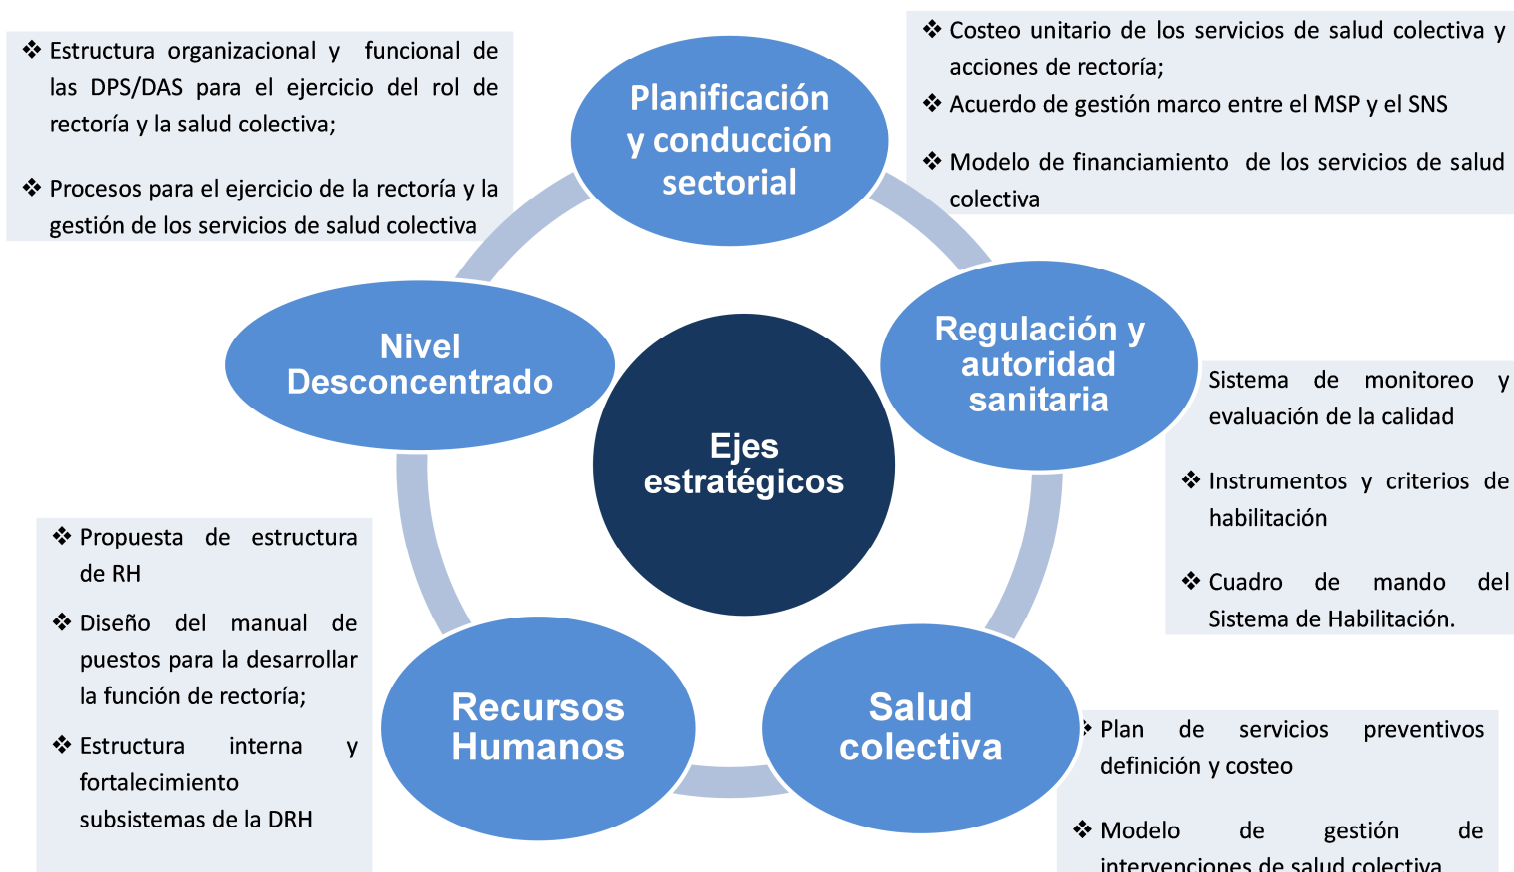 ❖ Estructura organizacional y funcional de
las DPS/DAS para el ejercicio del rol de
rectoría y la salud colectiva;
❖ Procesos para el ejercicio de la rectoría y la
gestión de los servicios de salud colectiva
Planificación
y conducción
sectorial
❖ Costeo unitario de los servicios de salud colectiva y
acciones de rectoría;
❖ Acuerdo de gestión marco entre el MSP y el SNS
❖ Modelo de financiamiento de los servicios de salud
colectiva
Nivel
Desconcentrado
Regulación y
autoridad
sanitaria
Sistema de monitoreo y
evaluación de la calidad
❖ Instrumentos y criterios de
habilitación
❖ Cuadro de mando del
Sistema de Habilitación.
Ejes
estratégicos
❖ Propuesta de estructura
de RH
❖ Diseño del manual de
puestos para la desarrollar
la función de rectoría;
❖ Estructura interna y
fortalecimiento
subsistemas de la DRH
Recursos
Humanos
Salud
colectiva
❖ Plan de servicios preventivos
definición y costeo
❖ Modelo de gestión de
intervenciones de salud colectiva